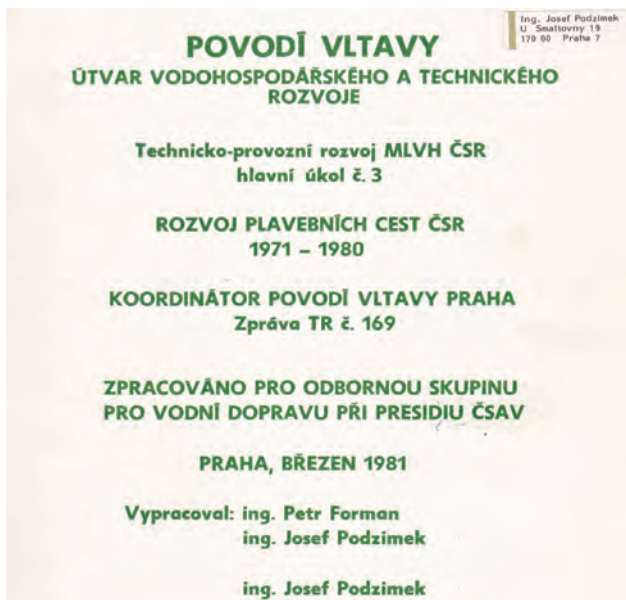 Ing. Josef Podzimek
U Smaltovny 19
170 00 Praha 7
POVODÍ VLTAVY
ÚTVAR VODOHOSPODÁŘSKÉHO A TECHNICKÉHO
ROZVOJE
Technicko-provozní rozvoj MLVH ČSR
hlavní úkol č. 3
ROZVOJ PLAVEBNÍCH CEST ČSR
1971 – 1980
KOORDINÁTOR POVODÍ VLTAVY PRAHA
Zpráva TR č. 169
ZPRACOVÁNO PRO ODBORNOU SKUPINU
PRO VODNÍ DOPRAVU PŘI PRESIDIU ČSAV
PRAHA, BŘEZEN 1981
Vypracoval: ing. Petr Forman
ing. Josef Podzimek
ing. Josef Podzimek